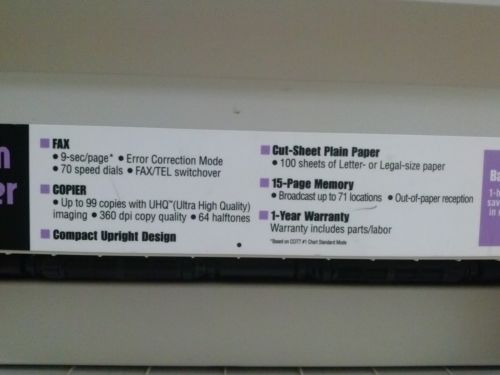 FAX
• 9-sec/page* • Error Correction Mode
• 70 speed dials • FAX/TEL switchover
COPIER
• Up to 99 copies with UHQ™(Ultra High Quality)
imaging • 360 dpi copy quality • 64 halftones
Compact Upright Design
Cut-Sheet Plain Paper
• 100 sheets of Letter- or Legal-size paper
15-Page Memory
• Broadcast up to 71 locations • Out-of-paper reception
1-Year Warranty
Warranty includes parts/labor
*Based on CCITT #1 Chart Standard Mode